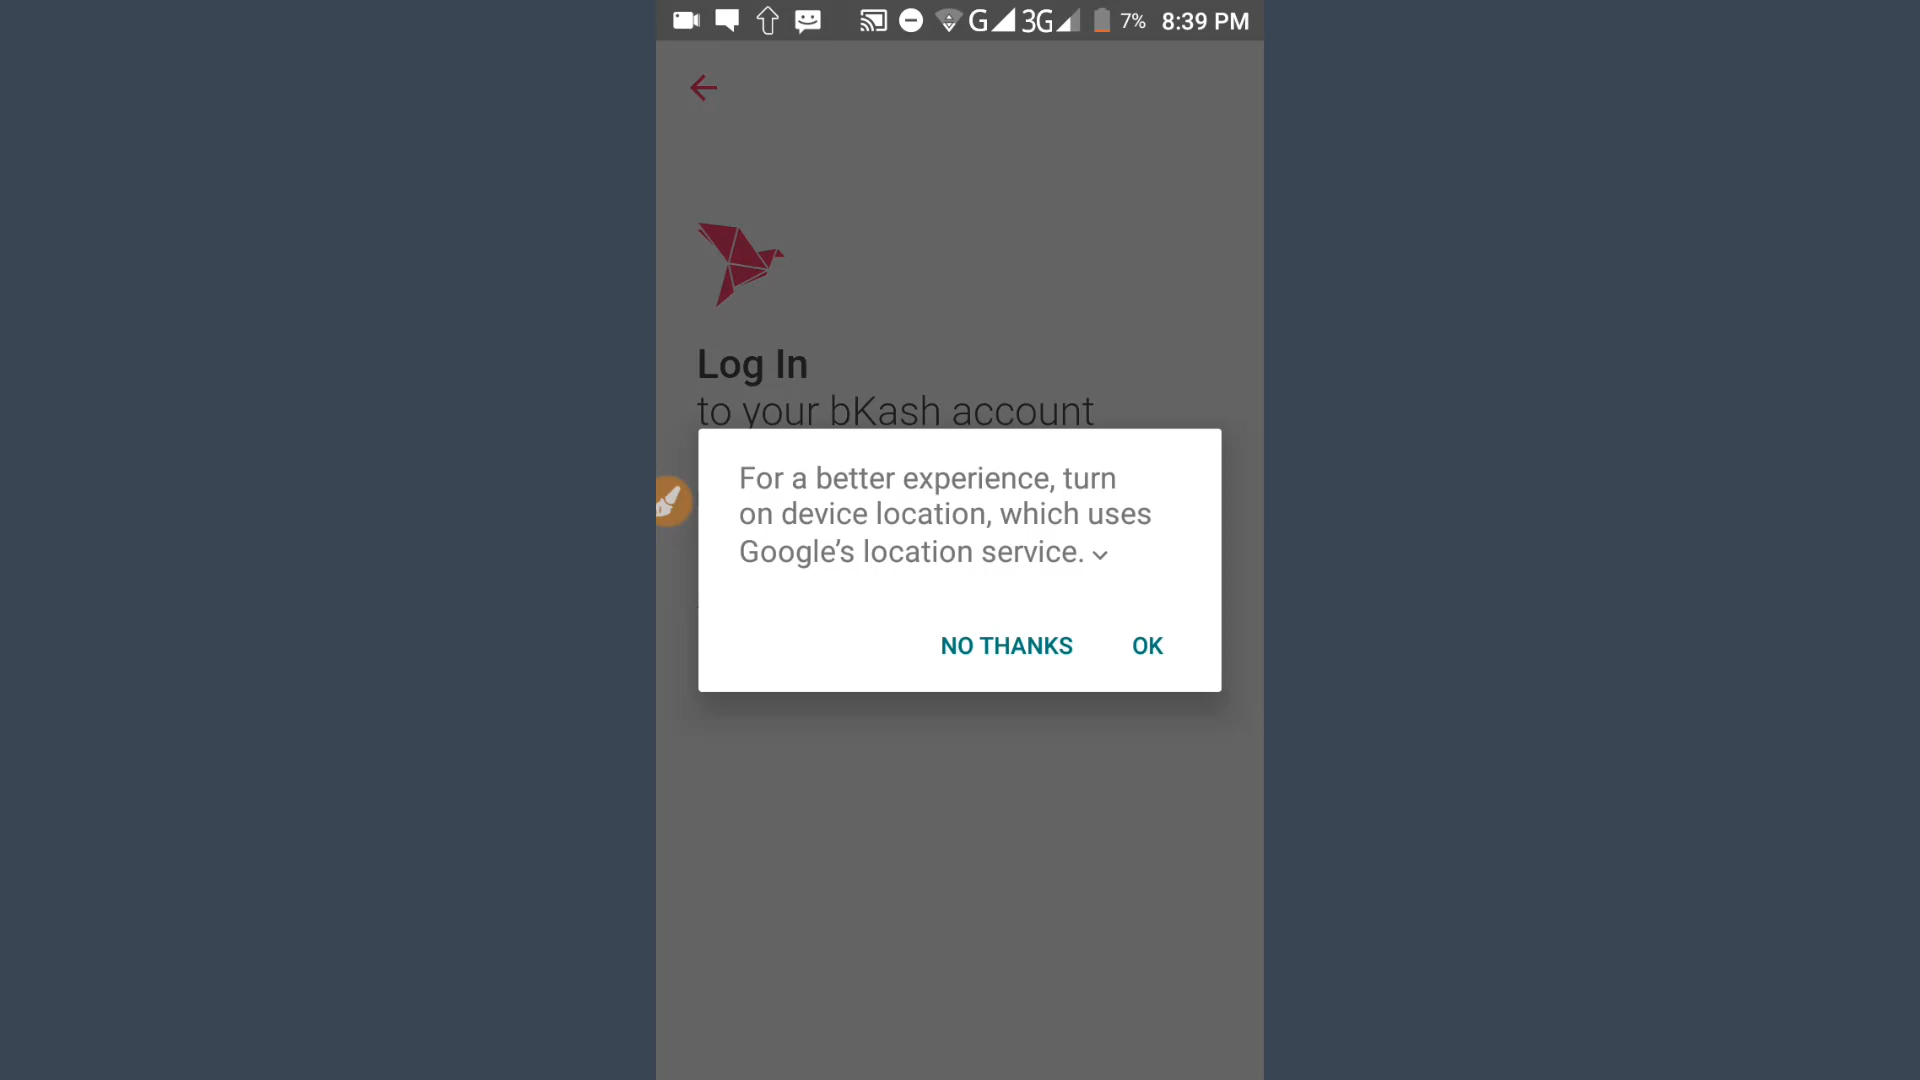 G 3G 7% 8:39 PM
Log In
to your bKash account
For a better experience, turn
on device location, which uses
Google’s location service.
NO THANKS OK